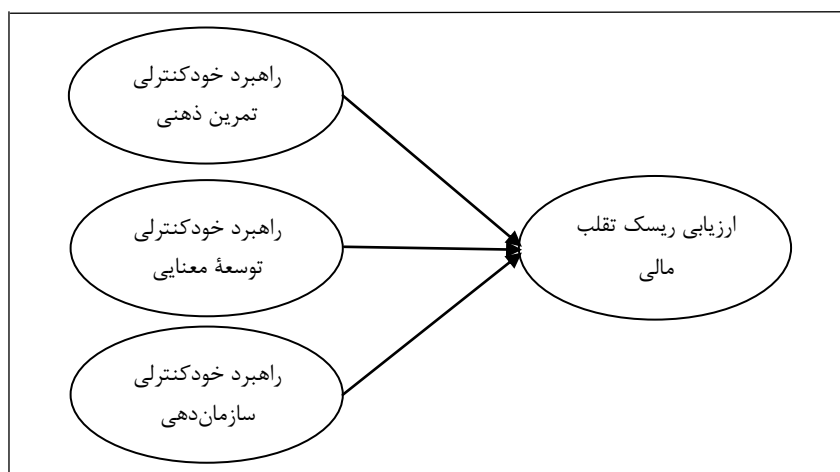 راهبرد خودکنترلی
تمرین ذهنی
راهبرد خودکنترلی
توسعهٔ معنایی
راهبرد خودکنترلی
سازمان‌دهی
ارزیابی ریسک تقلب
مالی